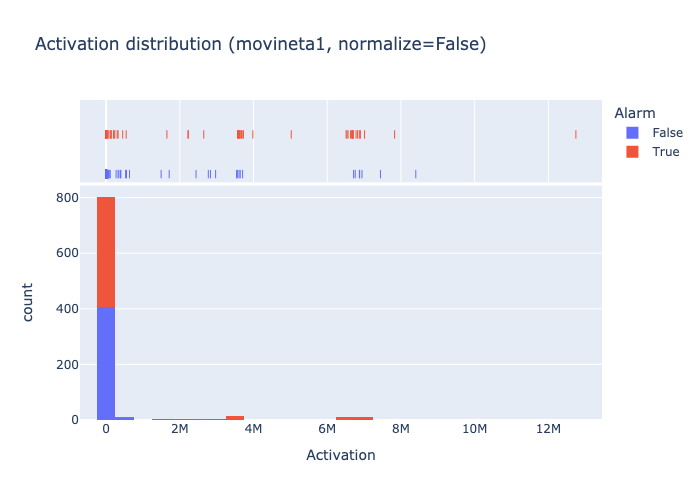 Activation distribution (movineta1, normalize=False)
Alarm
False
True
800
600
400
200
0
count
0 2M 4M 6M 8M 10M 12M
Activation